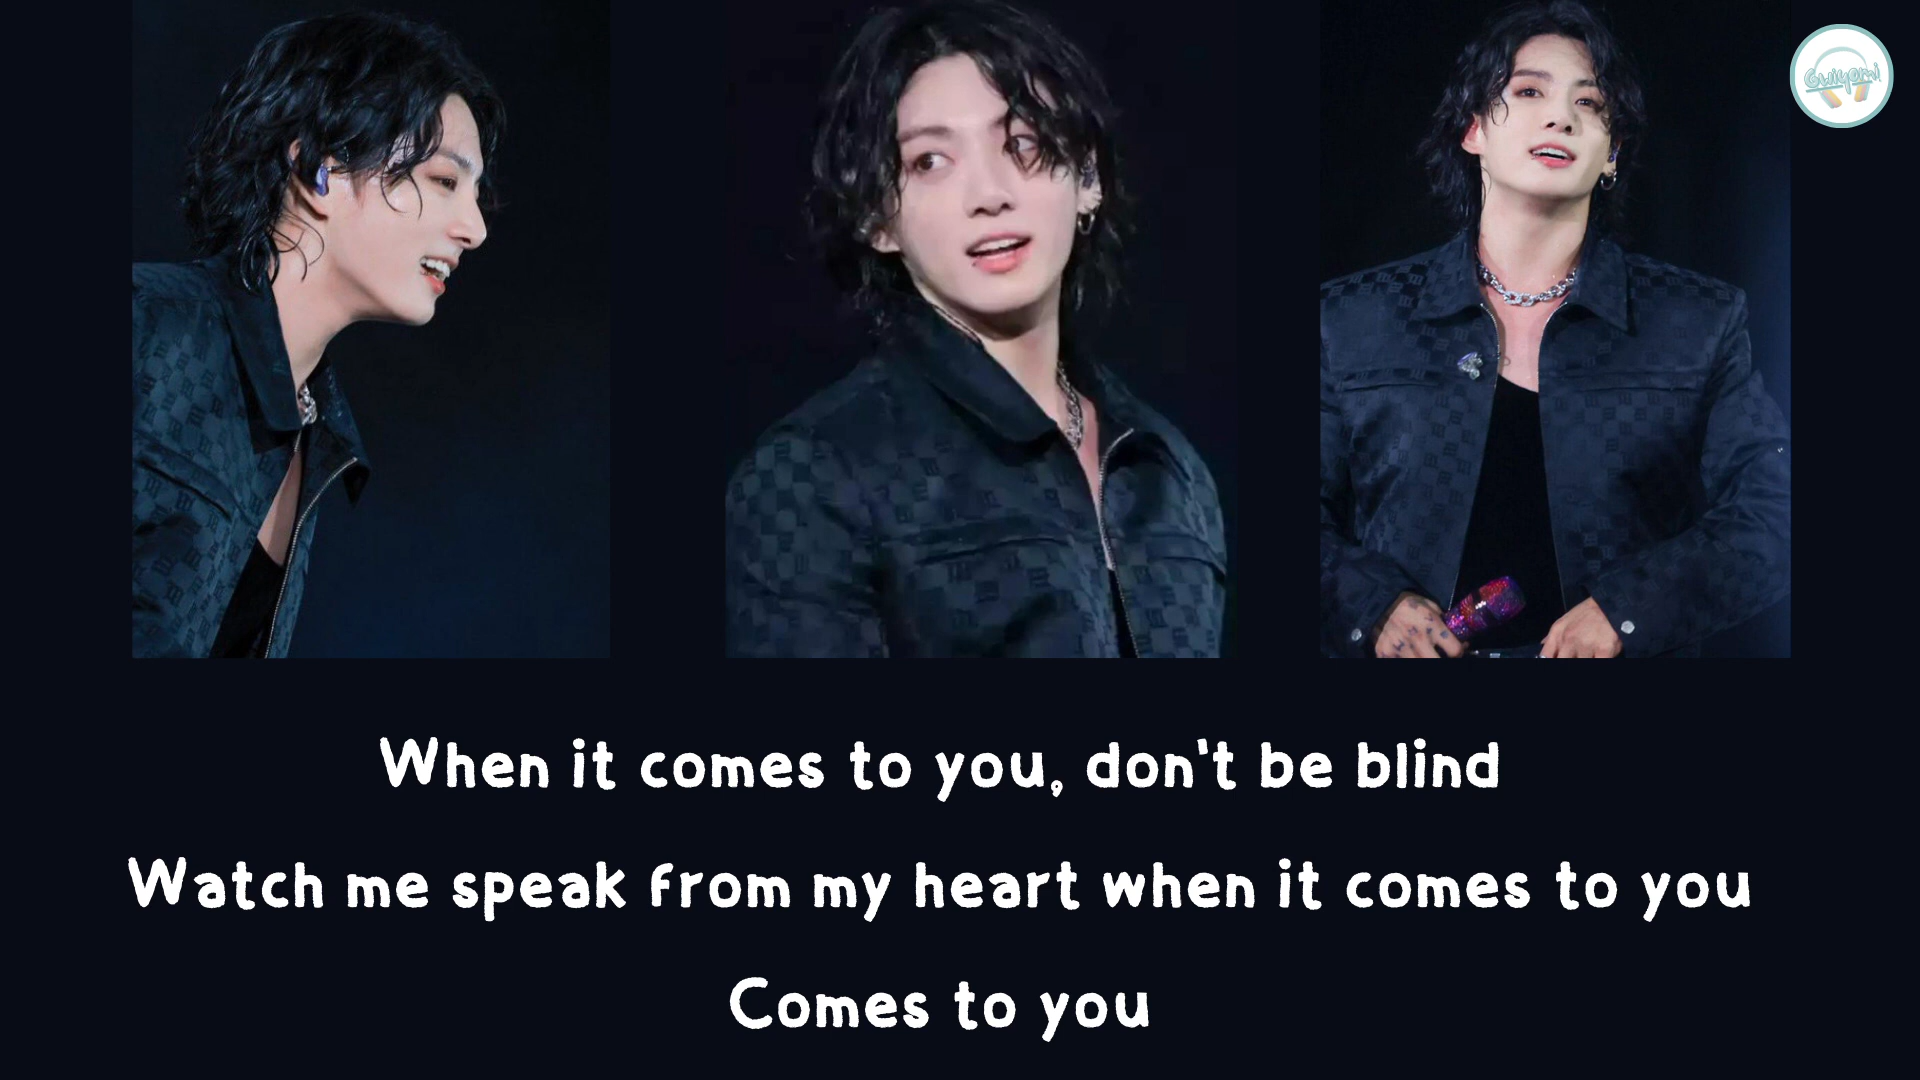 Gwiyomi
When it comes to you, don't be blind
Watch me speak from my heart when it comes to you
Comes to you